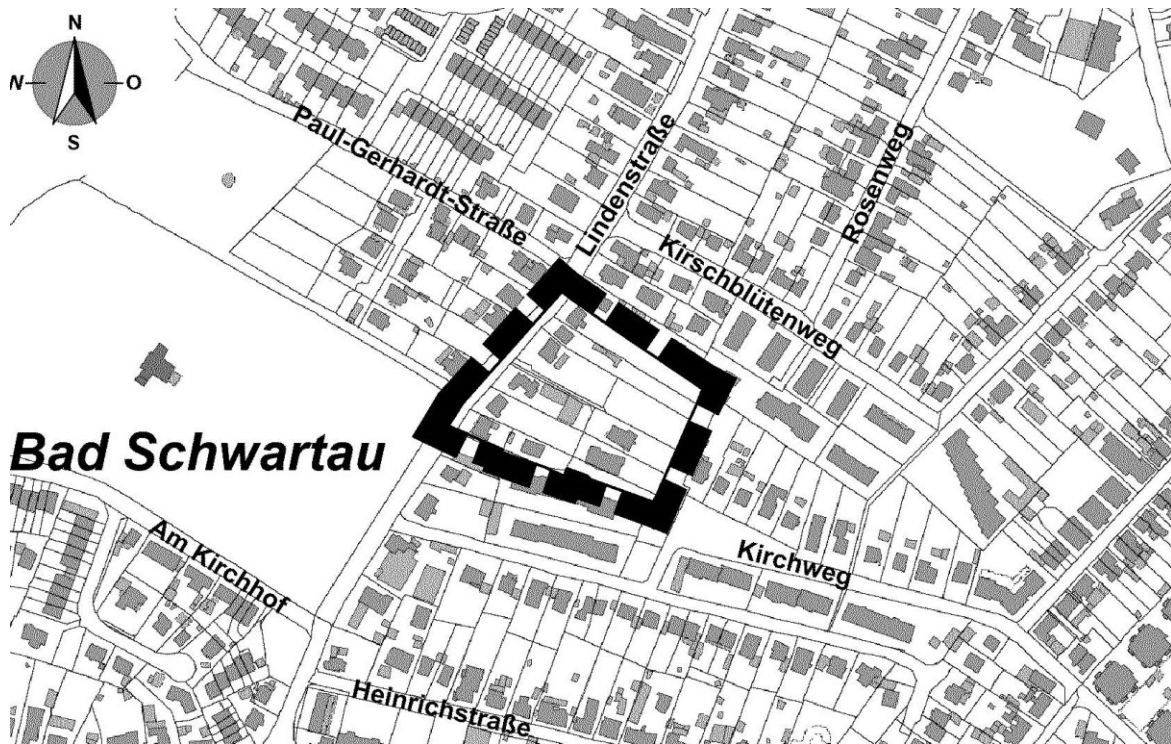 N
W
O
S
Paul-Gerhardt-Straße
Lindenstraße
Rosenweg
Kirschblütenweg
Bad Schwartau
Am Kirchhof
Kirchweg
Heinrichstraße